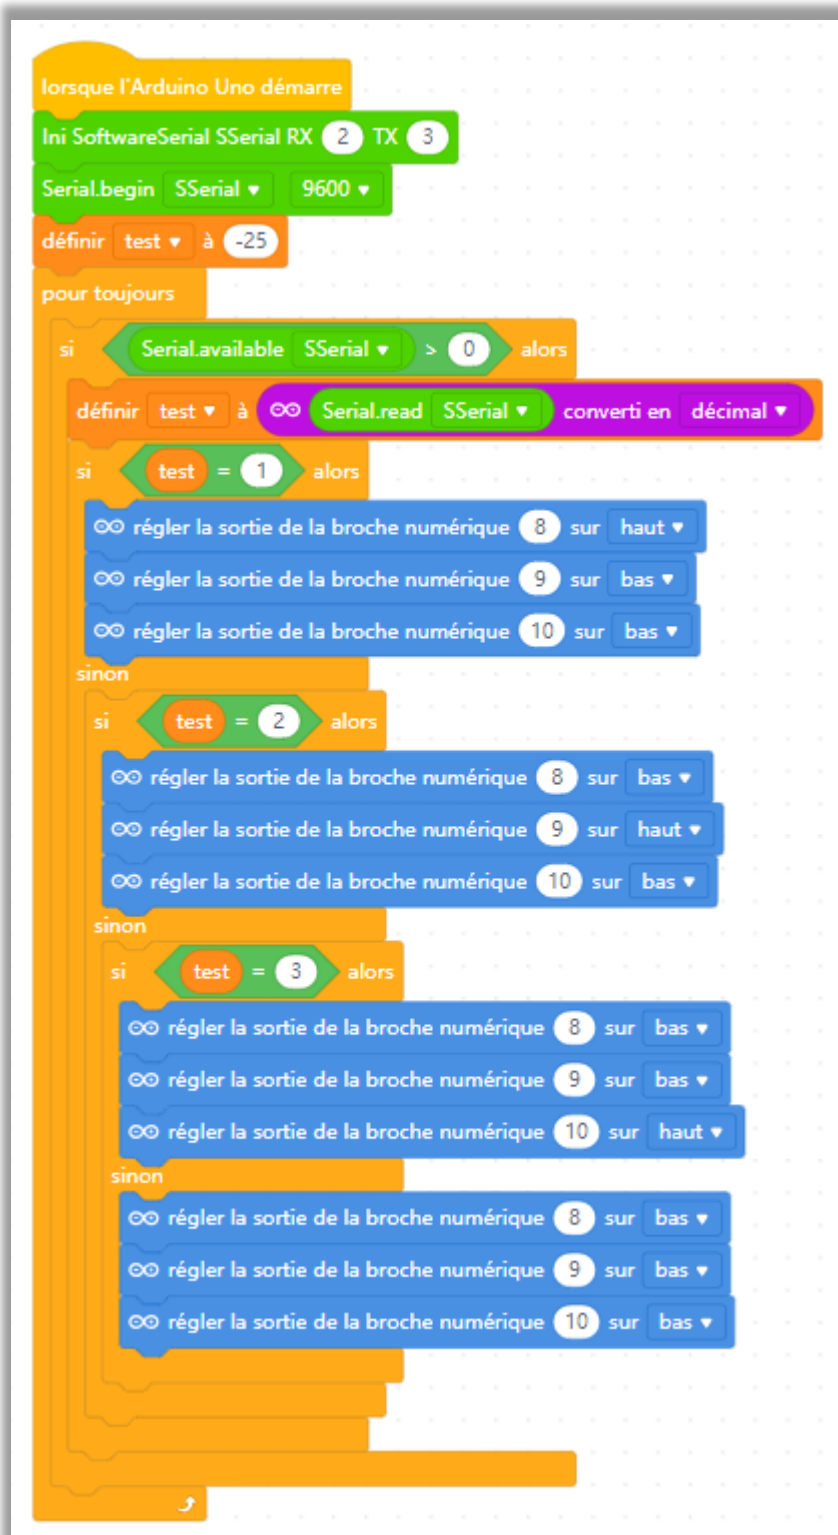 lorsque l'Arduino Uno démarre
Ini SoftwareSerial SSerial RX 2 TX 3
Serial.begin SSerial 9600
définir test à -25
pour toujours
si Serial.available SSerial > 0 alors
définir test à Serial.read SSerial converti en décimal
si test = 1 alors
régler la sortie de la broche numérique 8 sur haut
régler la sortie de la broche numérique 9 sur bas
régler la sortie de la broche numérique 10 sur bas
sinon
si test = 2 alors
régler la sortie de la broche numérique 8 sur bas
régler la sortie de la broche numérique 9 sur haut
régler la sortie de la broche numérique 10 sur bas
sinon
si test = 3 alors
régler la sortie de la broche numérique 8 sur bas
régler la sortie de la broche numérique 9 sur bas
régler la sortie de la broche numérique 10 sur haut
sinon
régler la sortie de la broche numérique 8 sur bas
régler la sortie de la broche numérique 9 sur bas
régler la sortie de la broche numérique 10 sur bas